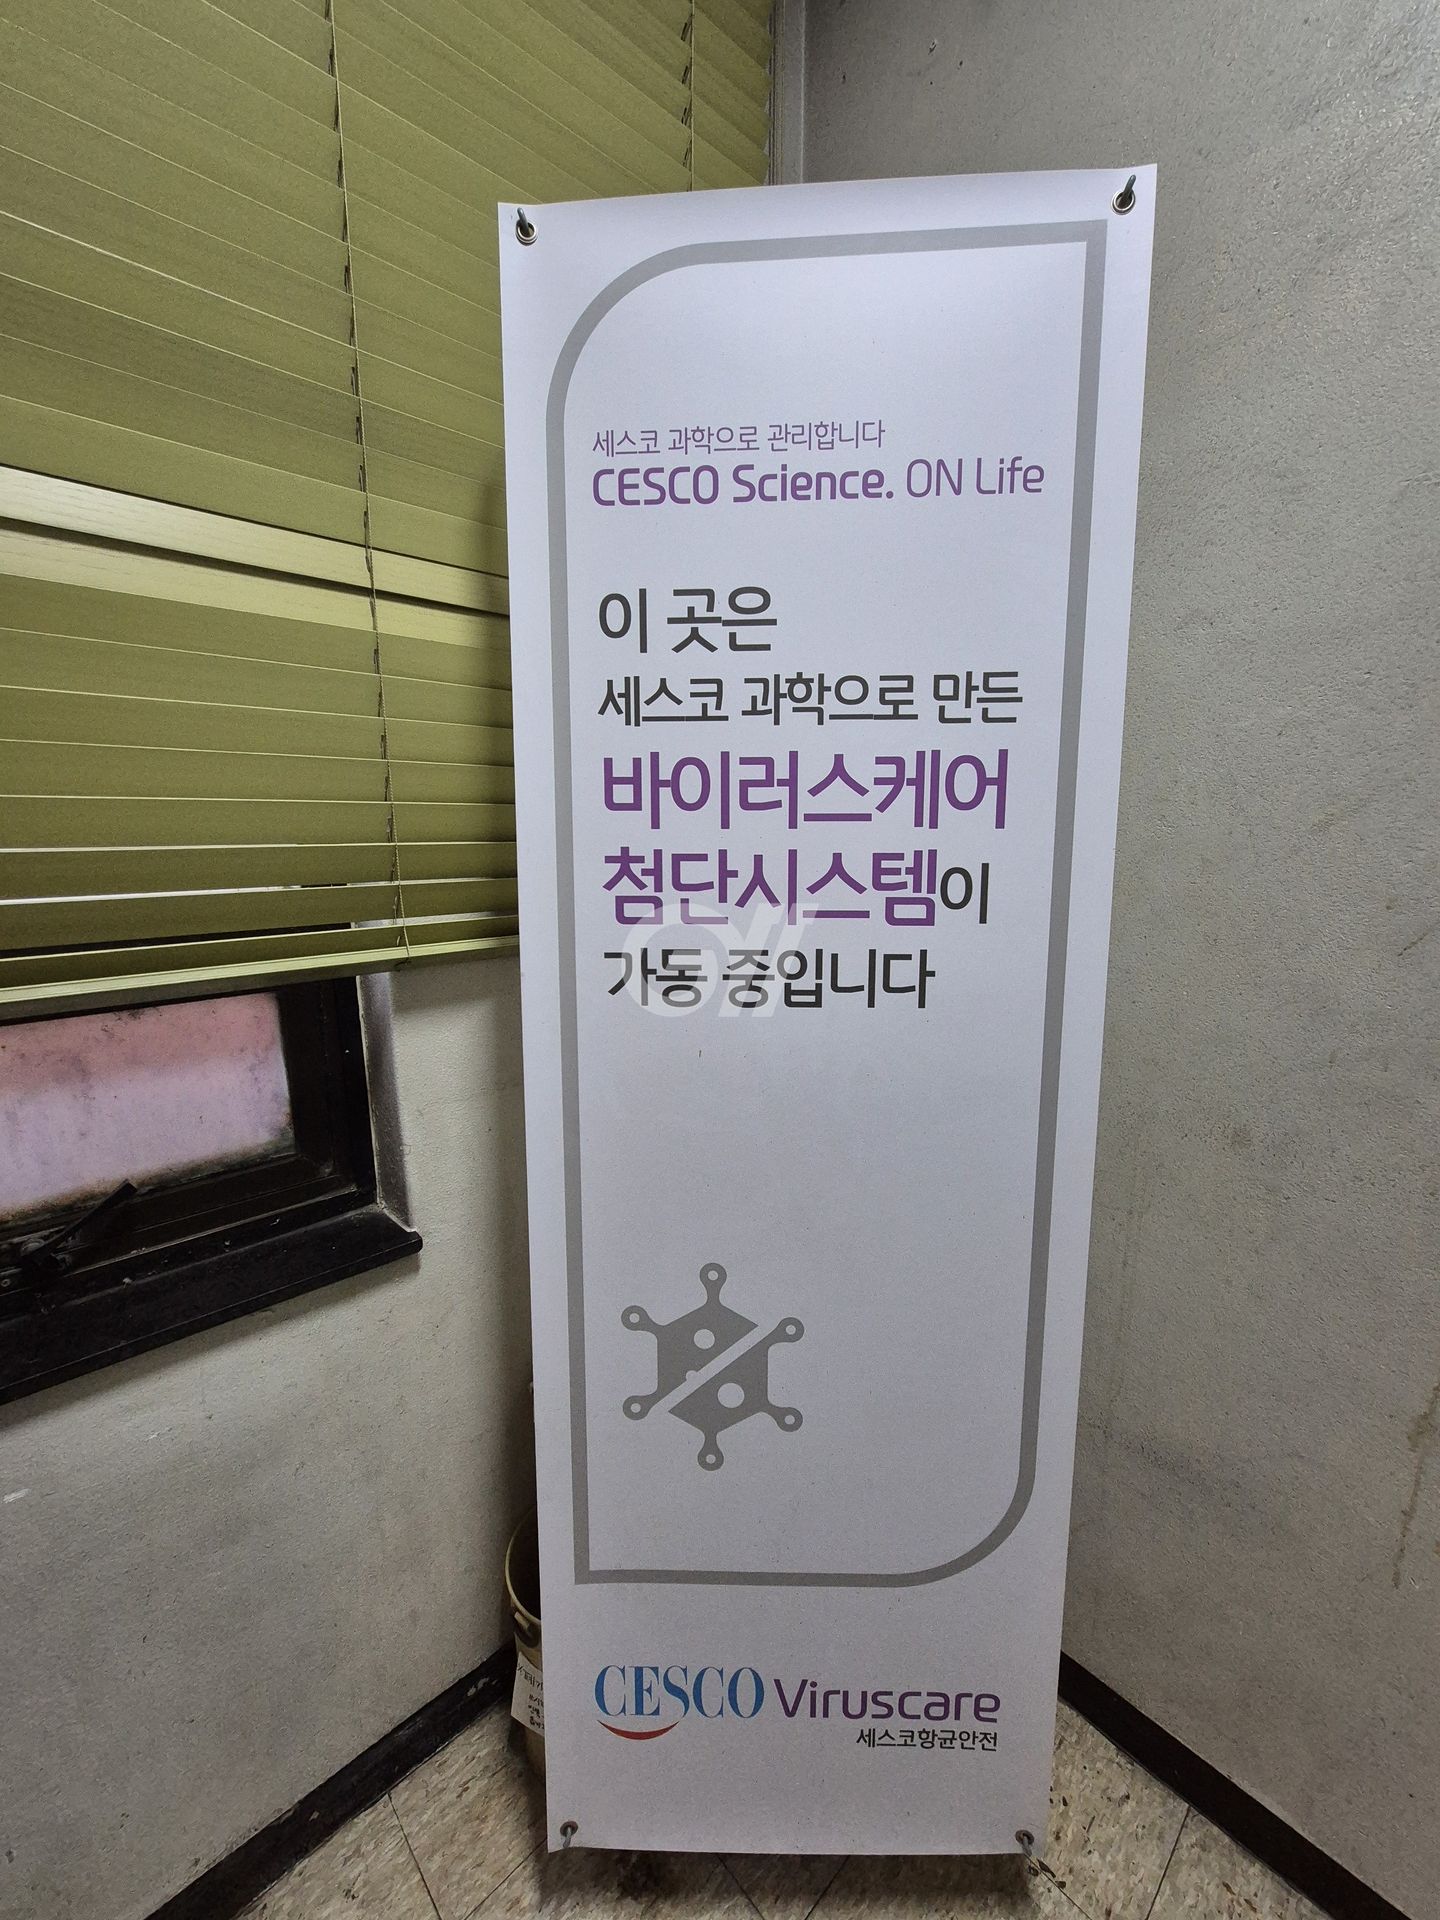 세스코 과학으로 관리합니다
CESCO Science. ON Life
이 곳은
세스코 과학으로 만든
바이러스케어
첨단시스템이
가동 중입니다
CESCO Viruscare
세스코항균안전